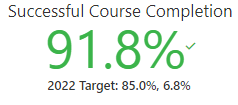 Successful Course Completion
91.8%✓
2022 Target: 85.0%, 6.8%